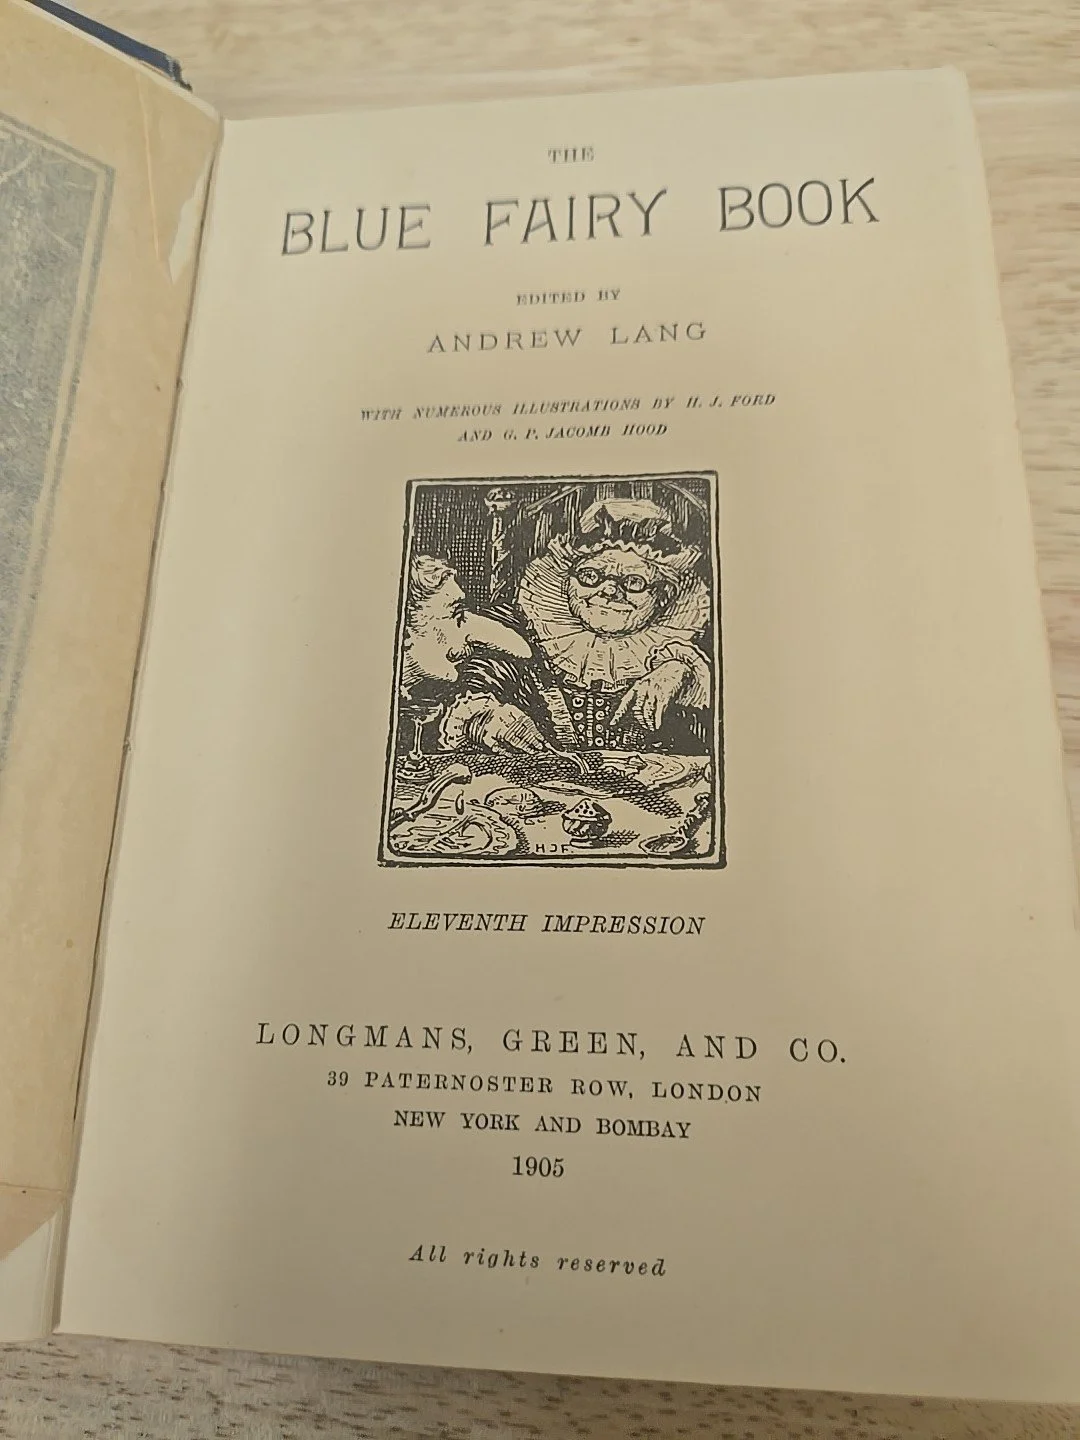 THE
BLUE FAIRY BOOK
EDITED BY
ANDREW LANG
WITH NUMEROUS ILLUSTRATIONS BY H. J. FORD
AND G. P. JACOMB HOOD
HJF.
ELEVENTH IMPRESSION
LONGMANS, GREEN, AND CO.
39 PATERNOSTER ROW, LONDON
NEW YORK AND BOMBAY
1905
All rights reserved